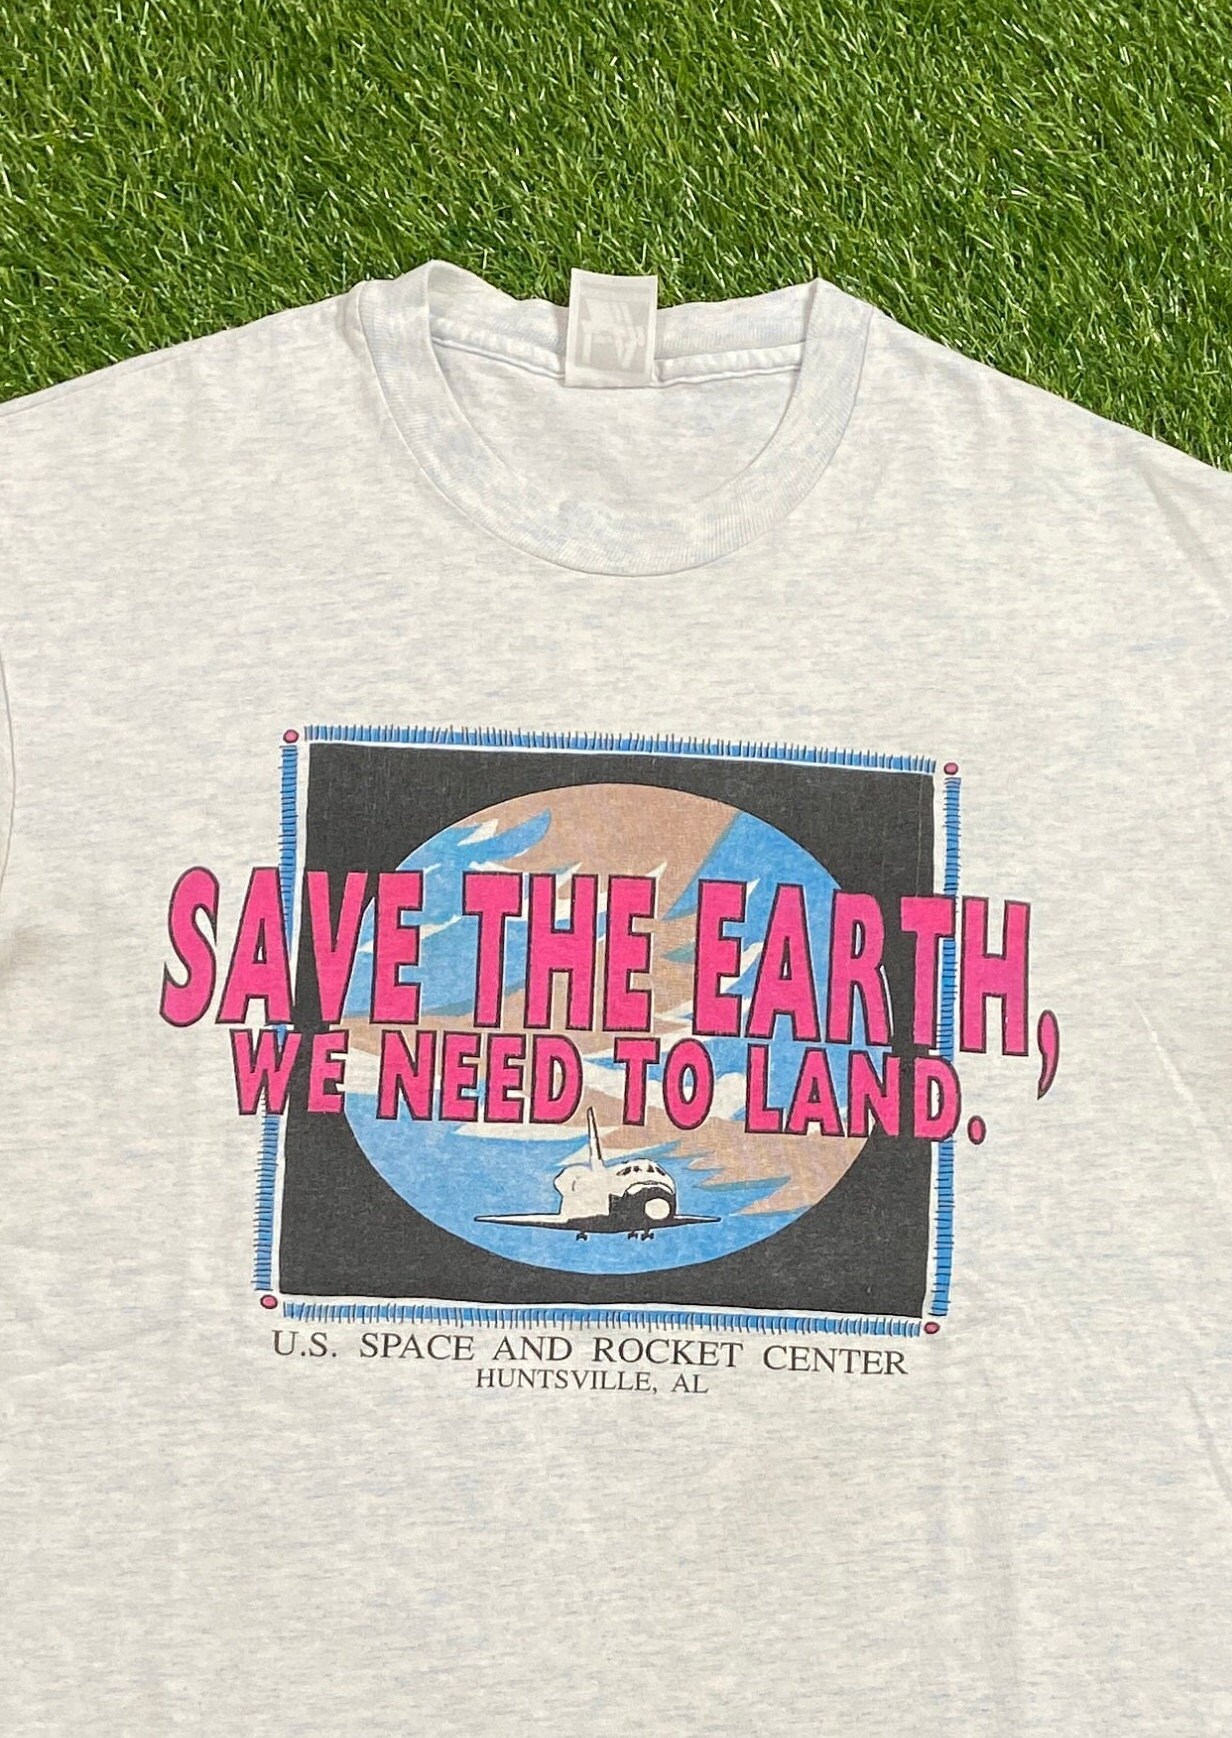 SAVE THE EARTH,
WE NEED TO LAND.
U.S. SPACE AND ROCKET CENTER
HUNTSVILLE, AL